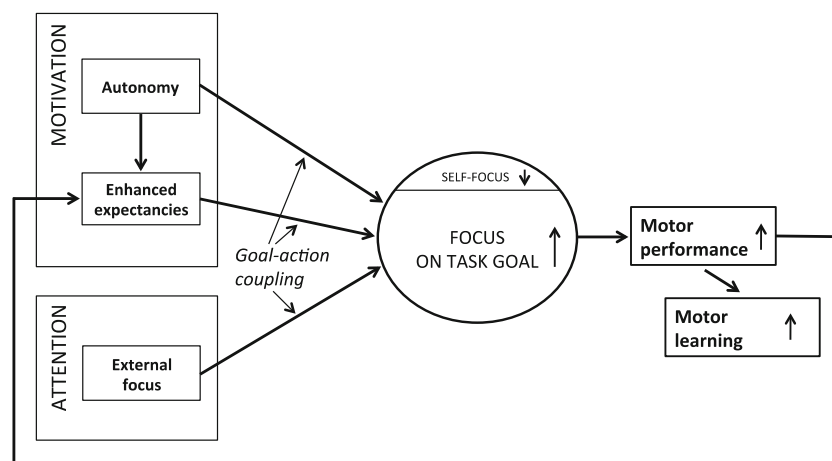 MOTIVATION
Autonomy
Enhanced
expectancies
Goal-action
coupling
ATTENTION
External
focus
SELF-FOCUS
FOCUS
ON TASK GOAL
Motor
performance
Motor
learning